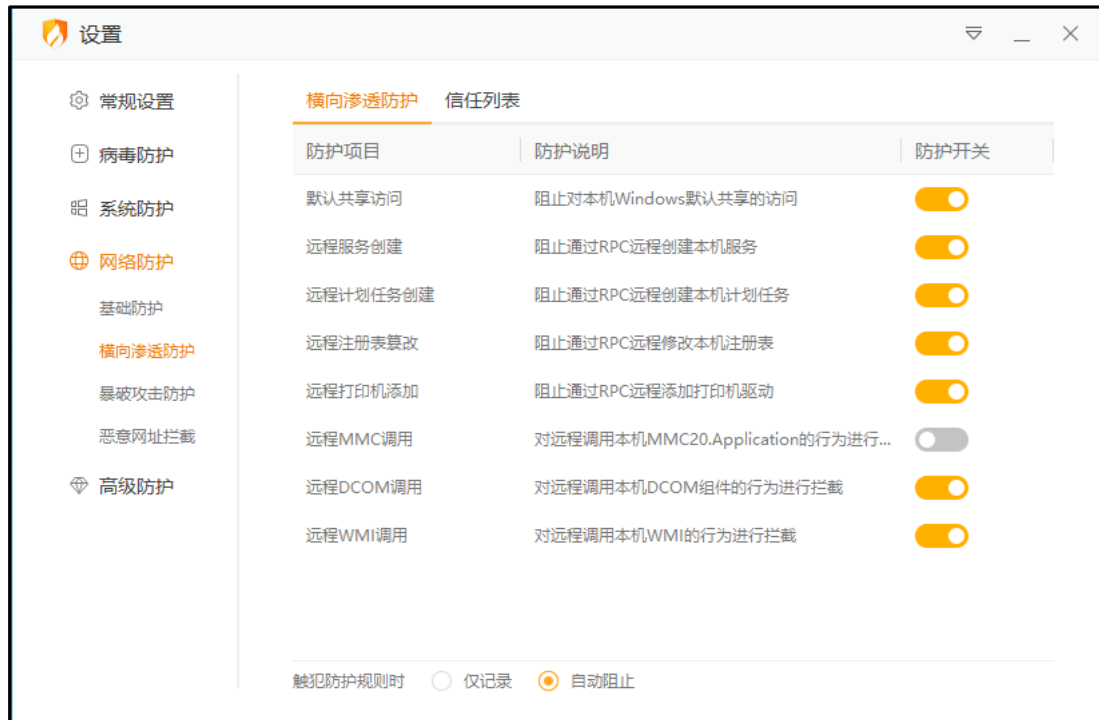 设置
常规设置
病毒防护
系统防护
网络防护
基础防护
横向渗透防护
暴破攻击防护
恶意网址拦截
高级防护
横向渗透防护 信任列表
防护项目 防护说明 防护开关
默认共享访问 阻止对本机Windows默认共享的访问
远程服务创建 阻止通过RPC远程创建本机服务
远程计划任务创建 阻止通过RPC远程创建本机计划任务
远程注册表篡改 阻止通过RPC远程修改本机注册表
远程打印机添加 阻止通过RPC远程添加打印机驱动
远程MMC调用 对远程调用本机MMC20.Application的行为进行...
远程DCOM调用 对远程调用本机DCOM组件的行为进行拦截
远程WMI调用 对远程调用本机WMI的行为进行拦截
触犯防护规则时 仅记录 自动阻止